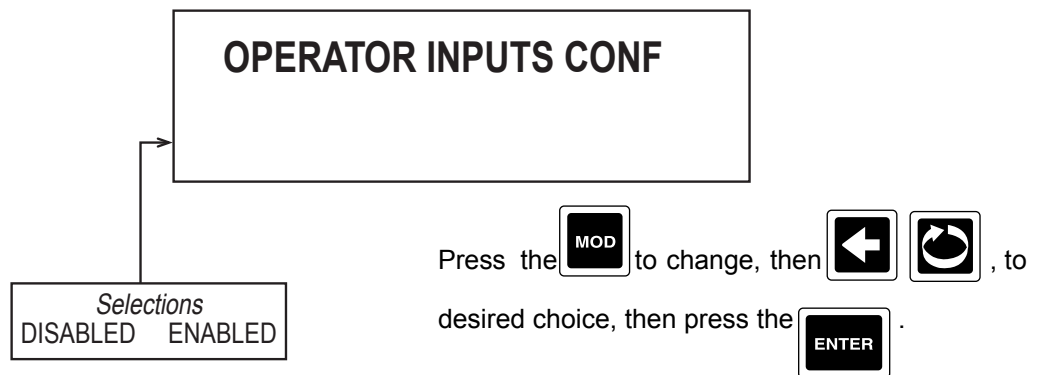 OPERATOR INPUTS CONF
Press the MOD to change, then , to
desired choice, then press the ENTER .
Selections
DISABLED ENABLED